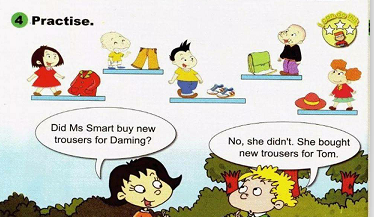 4 Practise.
Did Ms Smart buy new
trousers for Daming?
No, she didn't. She bought
new trousers for Tom.